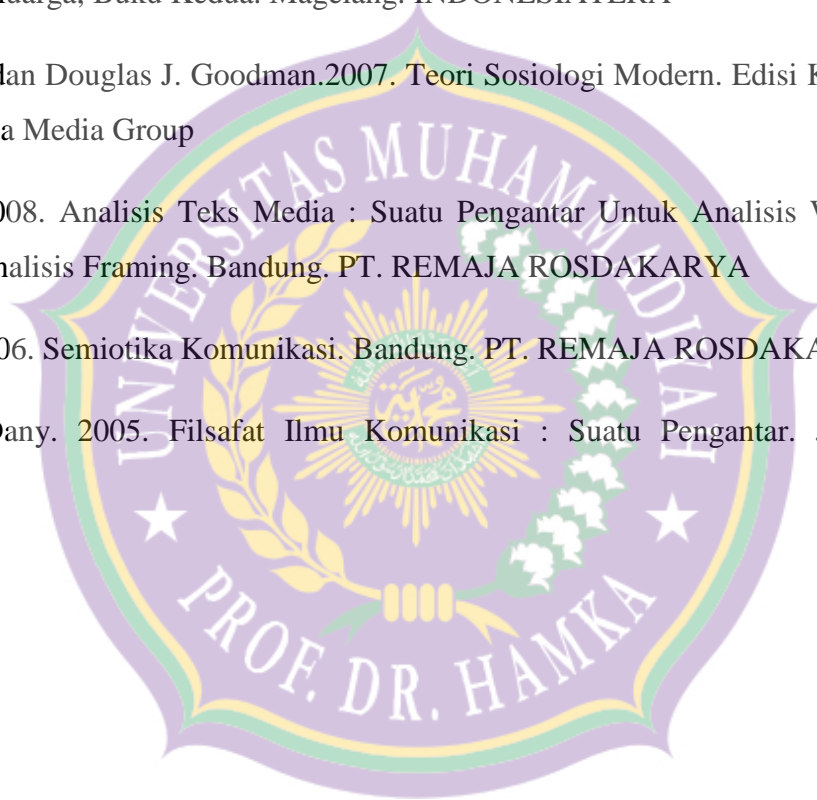 luarga, Buku Kedua. Magelang. INDONESIATERA
dan Douglas J. Goodman.2007. Teori Sosiologi Modern. Edisi K
a Media Group
008. Analisis Teks Media : Suatu Pengantar Untuk Analisis
nalisis Framing. Bandung. PT. REMAJA ROSDAKARYA
06. Semiotika Komunikasi. Bandung. PT. REMAJA ROSDAKA
Dany. 2005. Filsafat Ilmu Komunikasi : Suatu Pengantar.
UNIVERSITAS MUHAMMADIYAH
PROF. DR. HAMKA